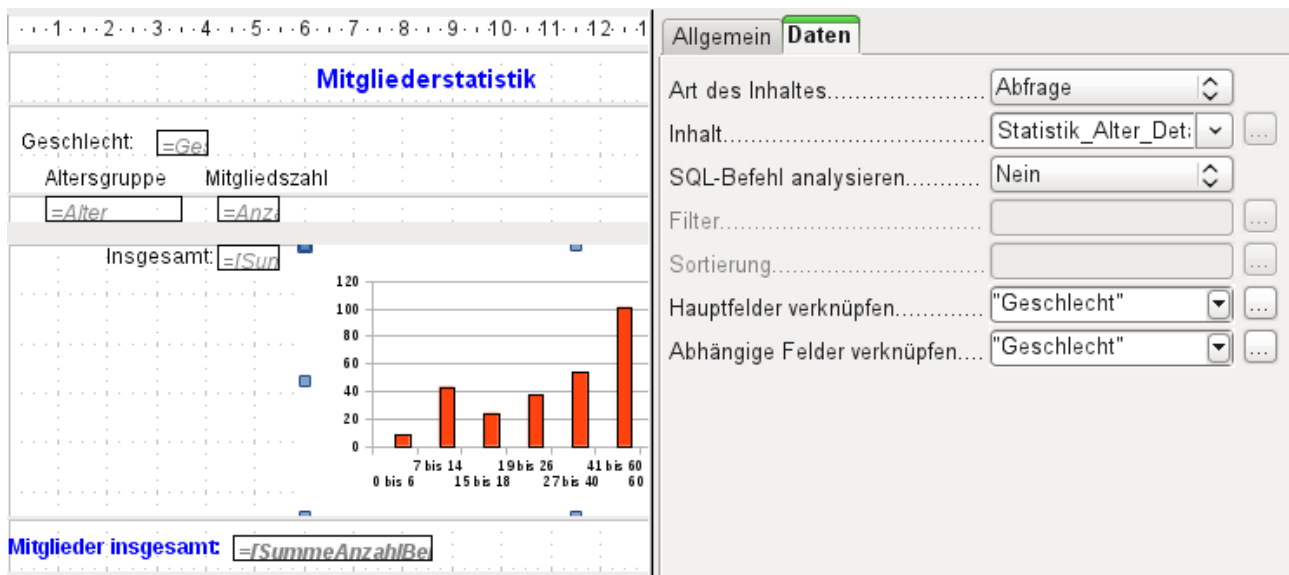 1 2 3 4 5 6 7 8 9 10 11 12 1
Mitgliederstatistik
Geschlecht: =Ges
Altersgruppe Mitgliedszahl
=Alter =Anza
Insgesamt: =[Sum
120
100
80
60
40
20
0
7 bis 14 19 bis 26 41 bis 60
0 bis 6 15 bis 18 27 bis 40 60
Mitglieder insgesamt: =[SummeAnzahlBe
Allgemein Daten
Art des Inhaltes Abfrage
Inhalt Statistik_Alter_Deta ...
SQL-Befehl analysieren Nein
Filter ...
Sortierung ...
Hauptfelder verknüpfen "Geschlecht" ...
Abhängige Felder verknüpfen "Geschlecht" ...